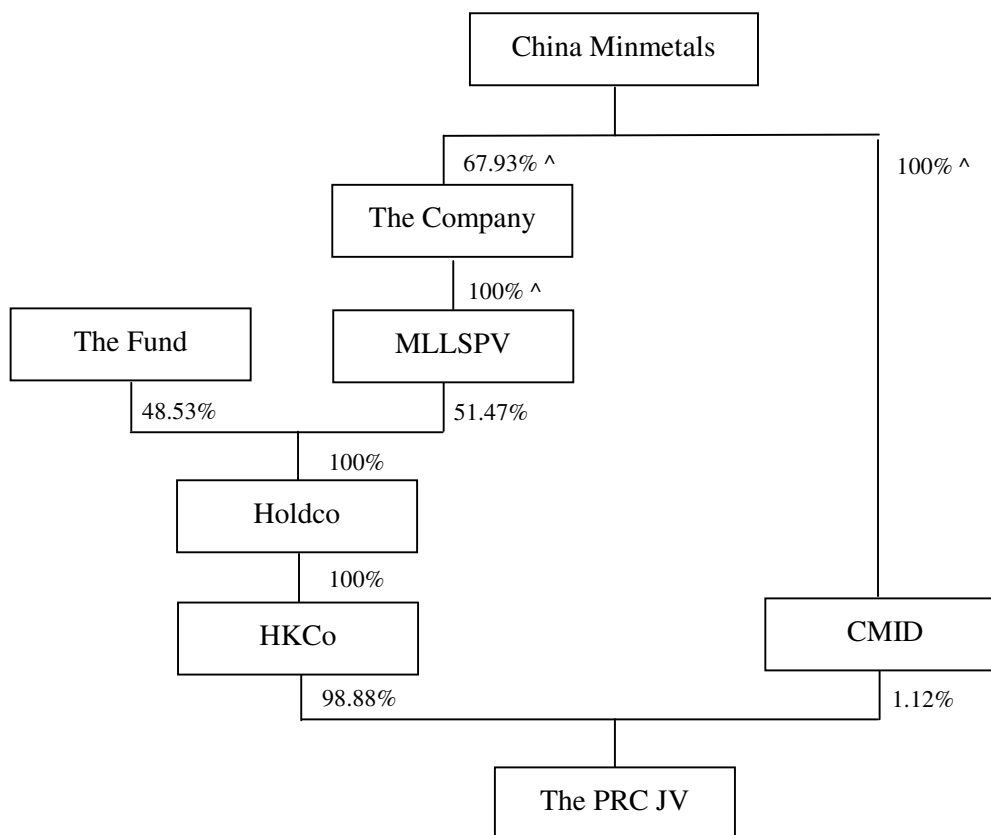 China Minmetals
67.93% ^
100% ^
The Company
100% ^
The Fund
MLLSPV
48.53%
51.47%
100%
Holdco
100%
HKCo
CMID
98.88%
1.12%
The PRC JV